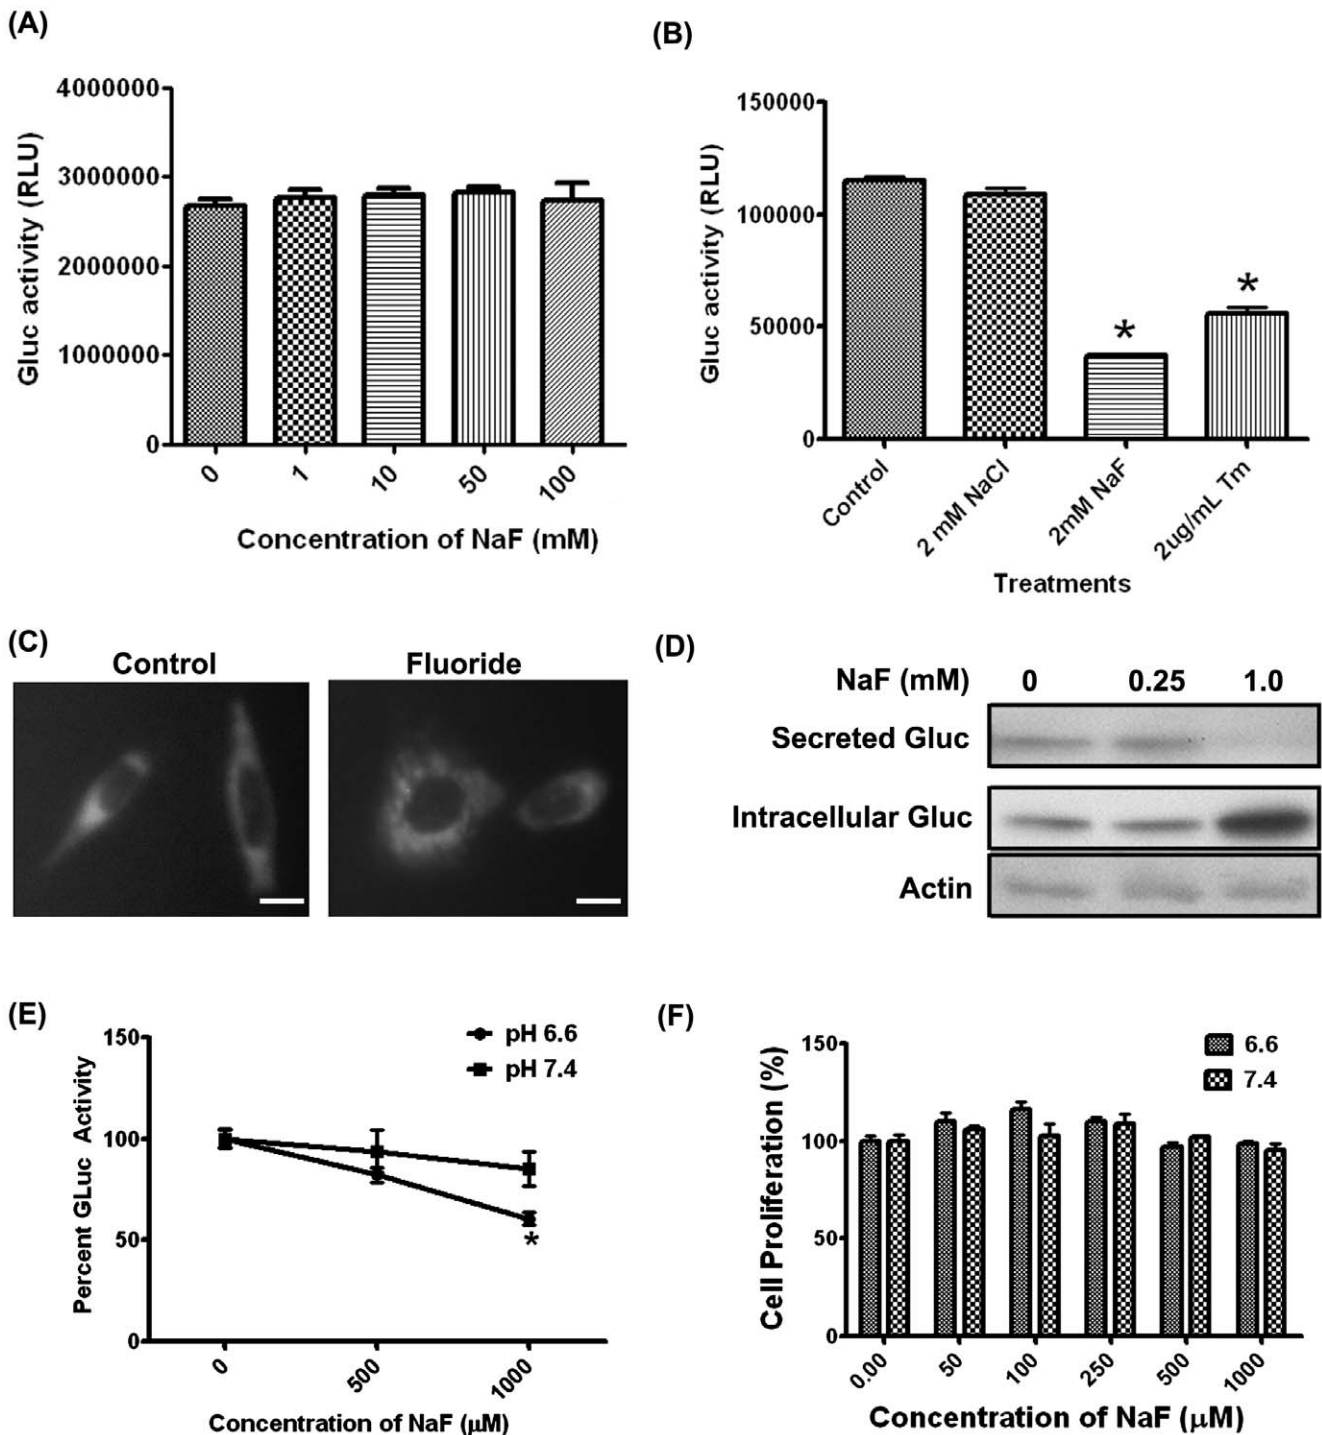 (A)
4000000
3000000
2000000
1000000
0
Gluc activity (RLU)
0 1 10 50 100
Concentration of NaF (mM)
(B)
150000
100000
50000
0
Gluc activity (RLU)
*
*
Control
2 mM NaCl
2mM NaF
2ug/mL Tm
Treatments
(C)
Control Fluoride
(D)
NaF (mM) 0 0.25 1.0
Secreted Gluc
Intracellular Gluc
Actin
(E)
150
100
50
0
Percent GLuc Activity
pH 6.6
pH 7.4
*
0 500 1000
Concentration of NaF (μM)
(F)
150
100
50
0
Cell Proliferation (%)
6.6
7.4
0.00 50 100 250 500 1000
Concentration of NaF (μM)